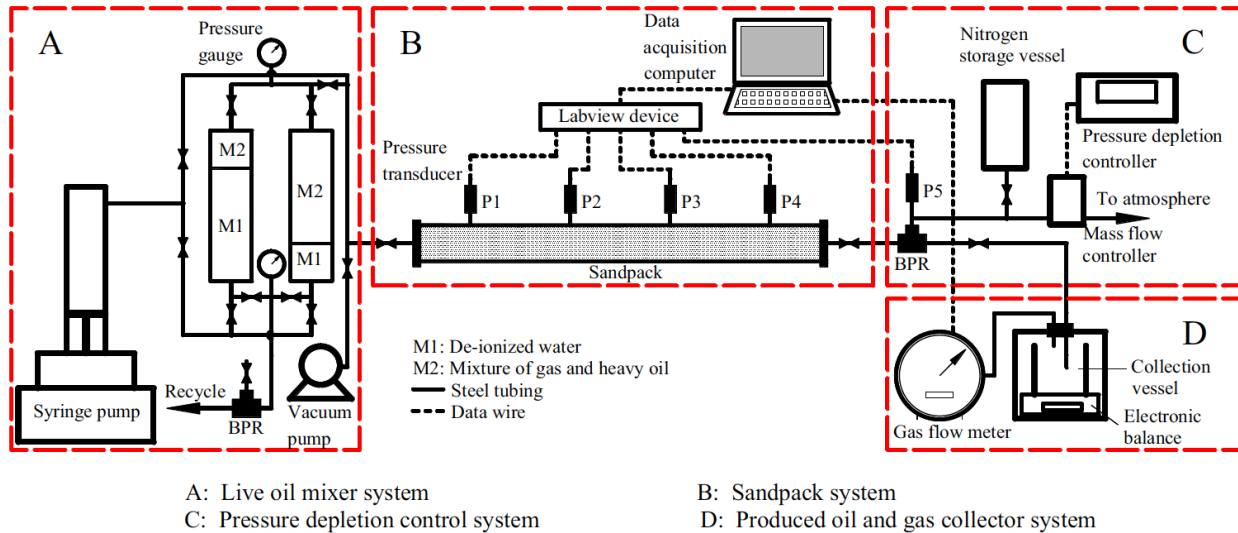 A
Pressure
gauge
M2
M1
M2
M1
Syringe pump
Recycle
BPR
Vacuum
pump
B
Data
acquisition
computer
Labview device
Pressure
transducer
P1
P2
P3
P4
Sandpack
M1: De-ionized water
M2: Mixture of gas and heavy oil
Steel tubing
Data wire
C
Nitrogen
storage vessel
Pressure depletion
controller
P5
To atmosphere
Mass flow
controller
BPR
D
Collection
vessel
Electronic
balance
Gas flow meter
A: Live oil mixer system
B: Sandpack system
C: Pressure depletion control system
D: Produced oil and gas collector system